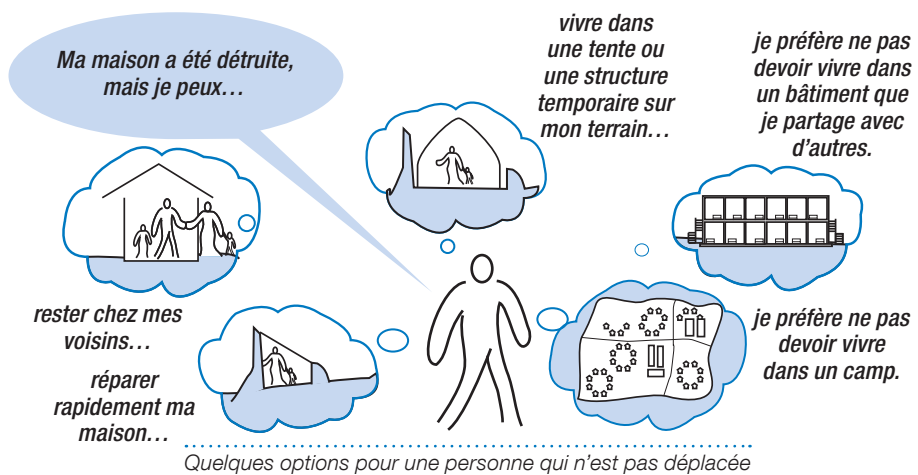 Ma maison a été détruite,
mais je peux…
vivre dans
une tente ou
une structure
temporaire sur
mon terrain…
je préfère ne pas
devoir vivre dans
un bâtiment que
je partage avec
d'autres.
rester chez mes
voisins…
réparer
rapidement ma
maison…
je préfère ne pas
devoir vivre
dans un camp.
Quelques options pour une personne qui n'est pas déplacée